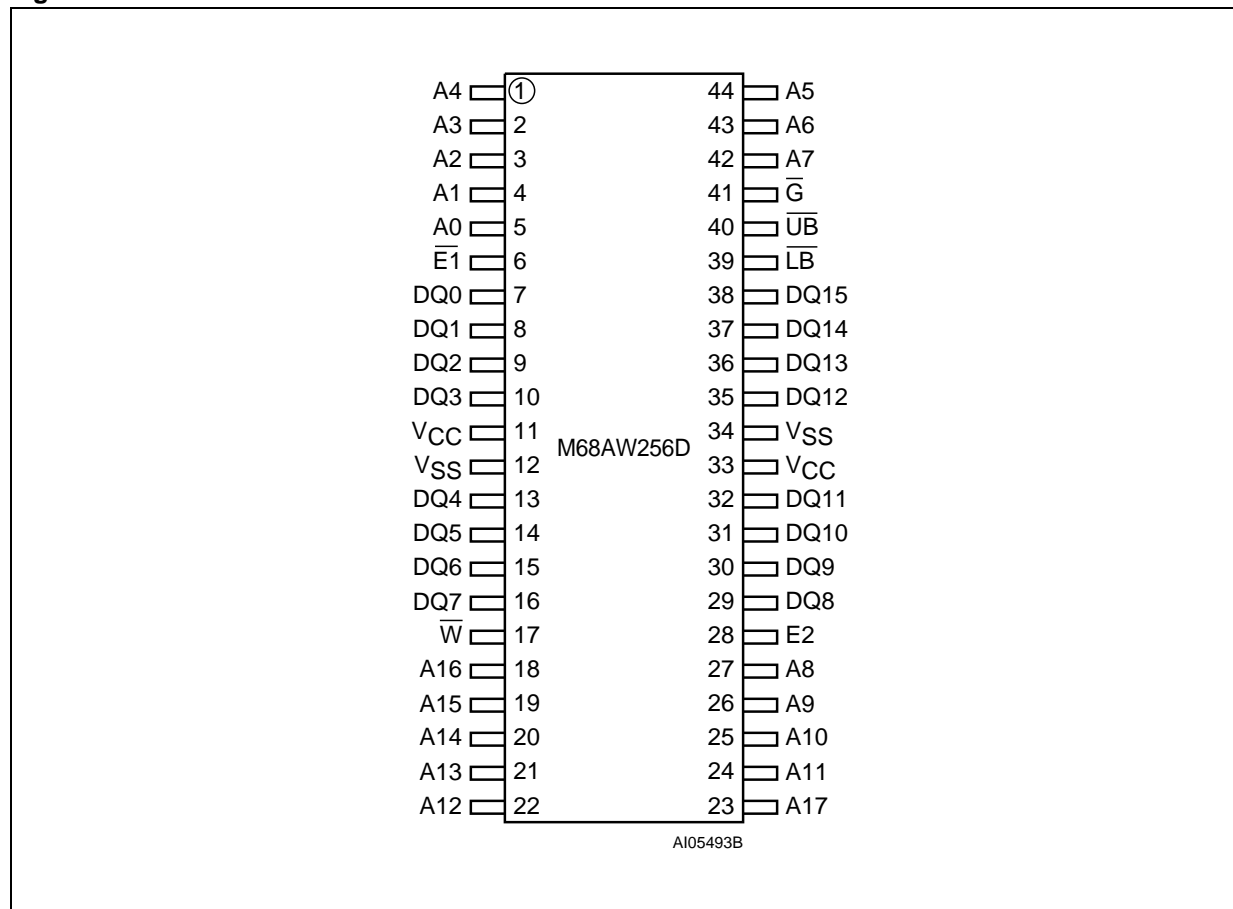 A4 1 44 A5
A3 2 43 A6
A2 3 42 A7
A1 4 41 G̅
A0 5 40 U̅B̅
E̅1̅ 6 39 L̅B̅
DQ0 7 38 DQ15
DQ1 8 37 DQ14
DQ2 9 36 DQ13
DQ3 10 35 DQ12
VCC 11 34 VSS
M68AW256D
VSS 12 33 VCC
DQ4 13 32 DQ11
DQ5 14 31 DQ10
DQ6 15 30 DQ9
DQ7 16 29 DQ8
W̅ 17 28 E2
A16 18 27 A8
A15 19 26 A9
A14 20 25 A10
A13 21 24 A11
A12 22 23 A17
AI05493B